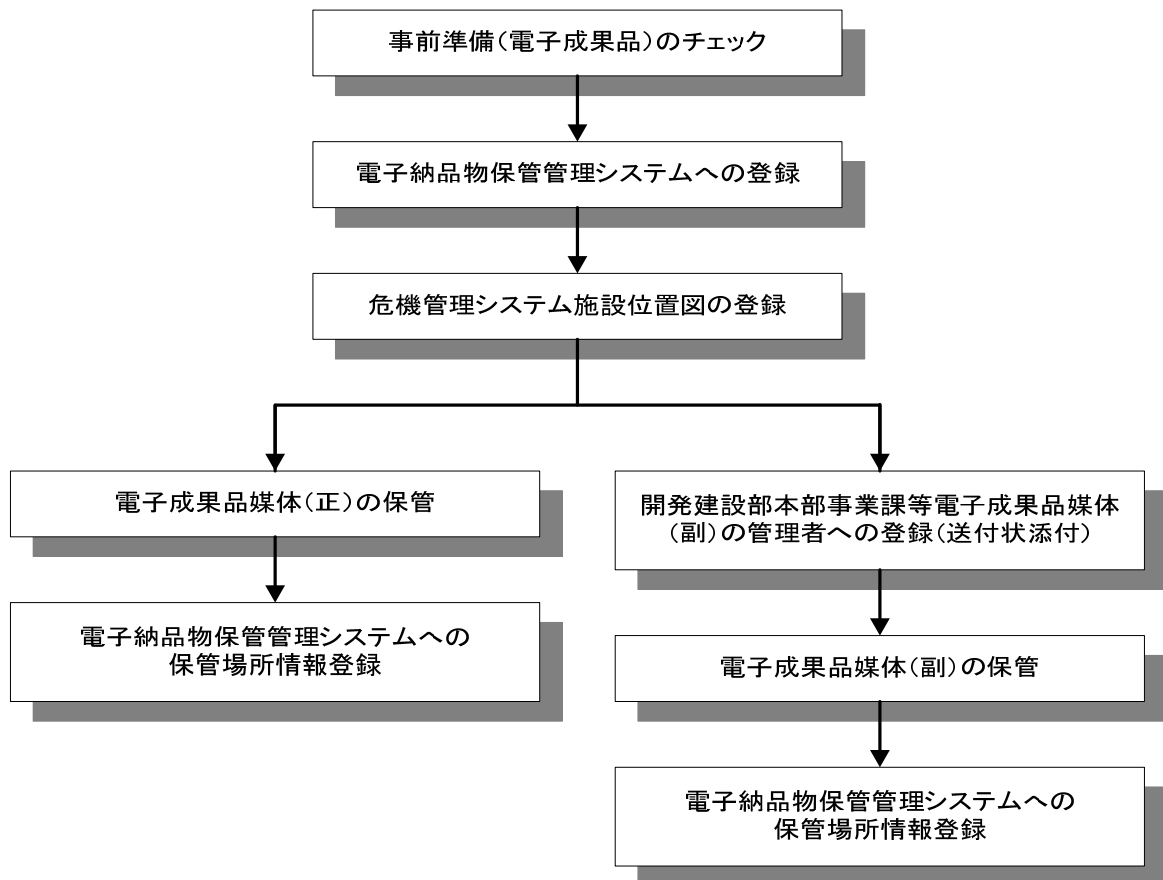 事前準備(電子成果品)のチェック
電子納品物保管管理システムへの登録
危機管理システム施設位置図の登録
電子成果品媒体(正)の保管
電子納品物保管管理システムへの
保管場所情報登録
開発建設部本部事業課等電子成果品媒体
(副)の管理者への登録(送付状添付)
電子成果品媒体(副)の保管
電子納品物保管管理システムへの
保管場所情報登録